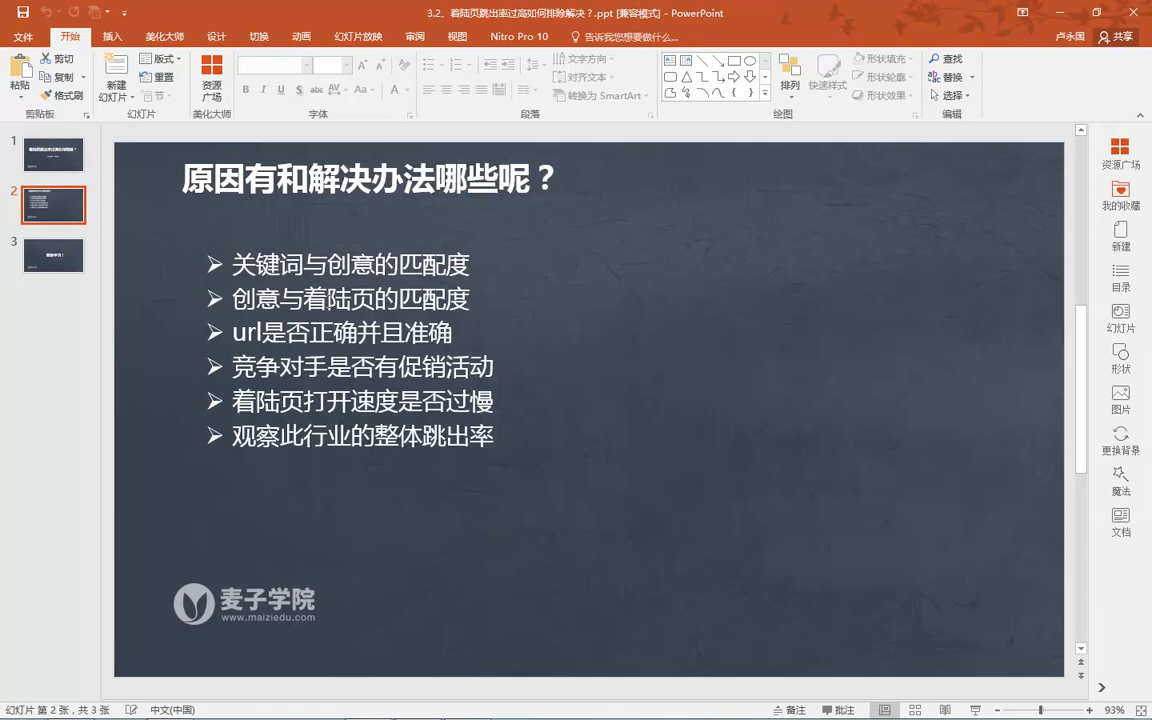 3.2、着陆页跳出率过高如何排除解决？.ppt [兼容模式] - PowerPoint
文件 开始 插入 美化大师 设计 切换 动画 幻灯片放映 审阅 视图 Nitro Pro 10 告诉我您想要做什么... 卢永国 共享
粘贴 剪切 复制 格式刷 剪贴板
新建 幻灯片 版式 重置 节 幻灯片
资源 广场 美化大师
B I U S abc AV Aa A 字体
文字方向 对齐文本 转换为 SmartArt 段落
排列 快速样式 形状填充 形状轮廓 形状效果 绘图
查找 替换 选择 编辑
1
2
3
原因有和解决办法哪些呢？
关键词与创意的匹配度
创意与着陆页的匹配度
url是否正确并且准确
竞争对手是否有促销活动
着陆页打开速度是否过慢
观察此行业的整体跳出率
麦子学院
www.maiziedu.com
资源广场
我的收藏
新建
目录
幻灯片
形状
图片
更换背景
魔法
文档
幻灯片 第 2 张，共 3 张 中文(中国) 备注 批注 93%